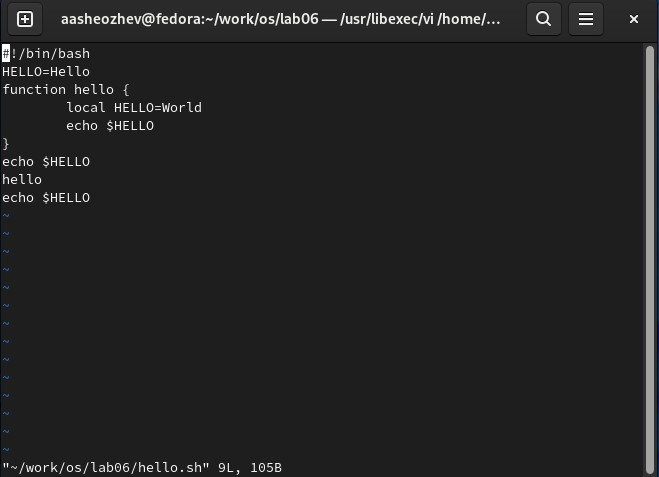 aasheozhev@fedora:~/work/os/lab06 — /usr/libexec/vi /home/...
#!/bin/bash
HELLO=Hello
function hello {
        local HELLO=World
        echo $HELLO
}
echo $HELLO
hello
echo $HELLO
~
~
~
~
~
~
~
~
~
~
~
~
~
~
"~/work/os/lab06/hello.sh" 9L, 105B